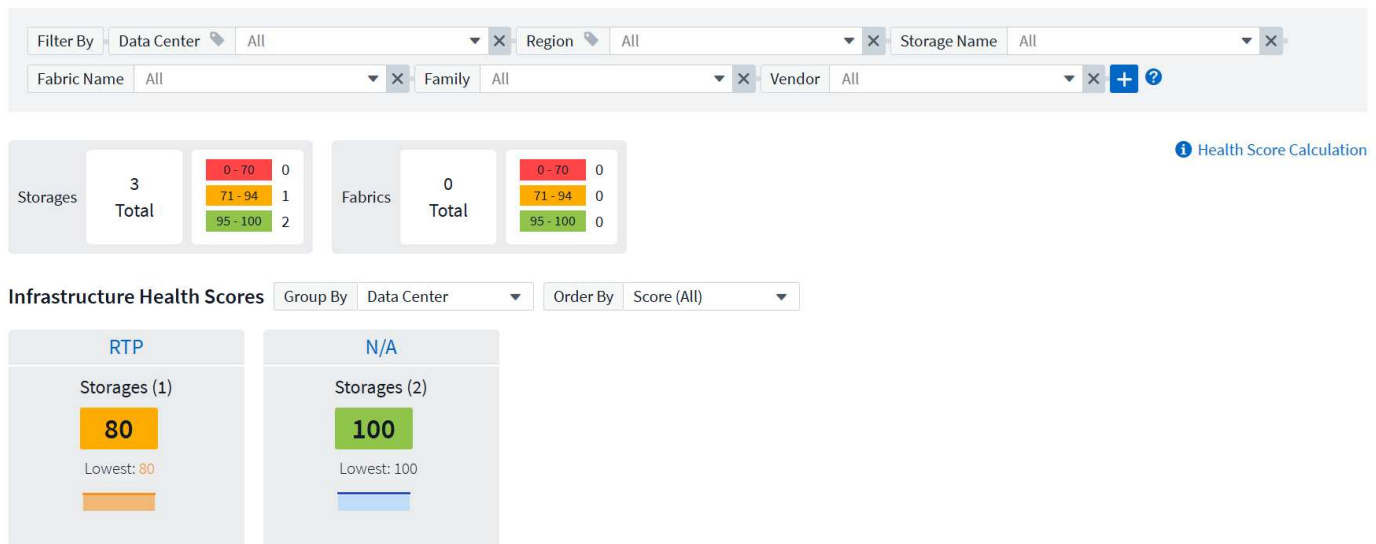 Filter By Data Center All Region All Storage Name All
Fabric Name All Family All Vendor All + ?
Health Score Calculation
Storages 3 Total 0 - 70 0
71 - 94 1
95 - 100 2
Fabrics 0 Total 0 - 70 0
71 - 94 0
95 - 100 0
Infrastructure Health Scores Group By Data Center Order By Score (All)
RTP
Storages (1)
80
Lowest: 80
N/A
Storages (2)
100
Lowest: 100